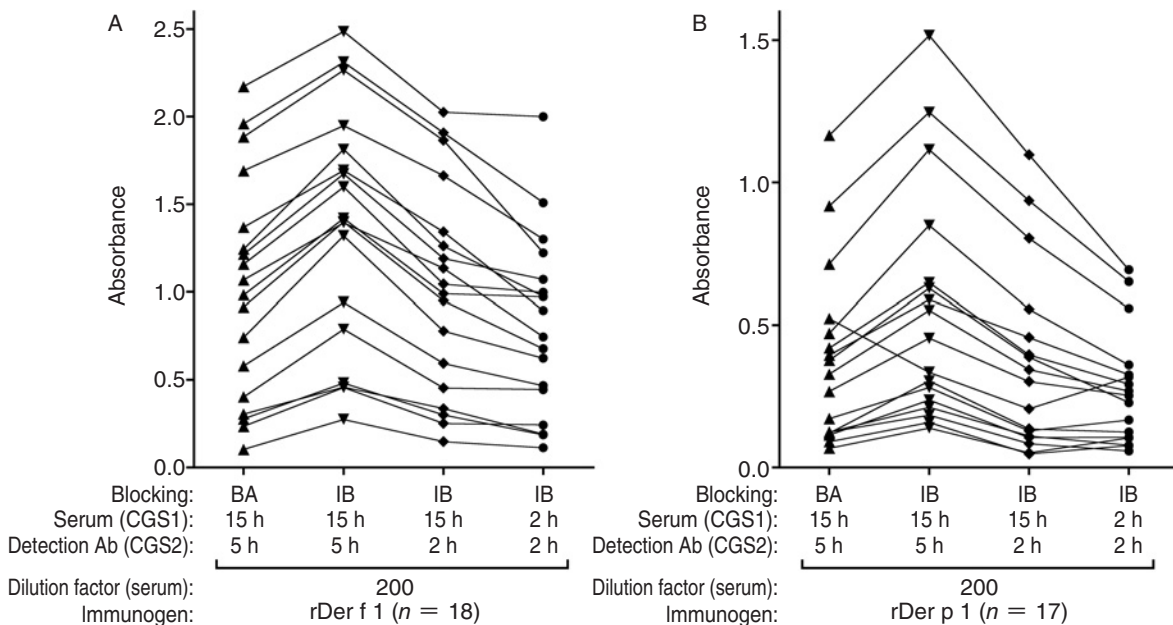 A
Absorbance
2.5
2.0
1.5
1.0
0.5
0.0
Blocking: BA IB IB IB
Serum (CGS1): 15 h 15 h 15 h 2 h
Detection Ab (CGS2): 5 h 5 h 2 h 2 h
Dilution factor (serum): 200
Immunogen: rDer f 1 (n = 18)
B
Absorbance
1.5
1.0
0.5
0.0
Blocking: BA IB IB IB
Serum (CGS1): 15 h 15 h 15 h 2 h
Detection Ab (CGS2): 5 h 5 h 2 h 2 h
Dilution factor (serum): 200
Immunogen: rDer p 1 (n = 17)